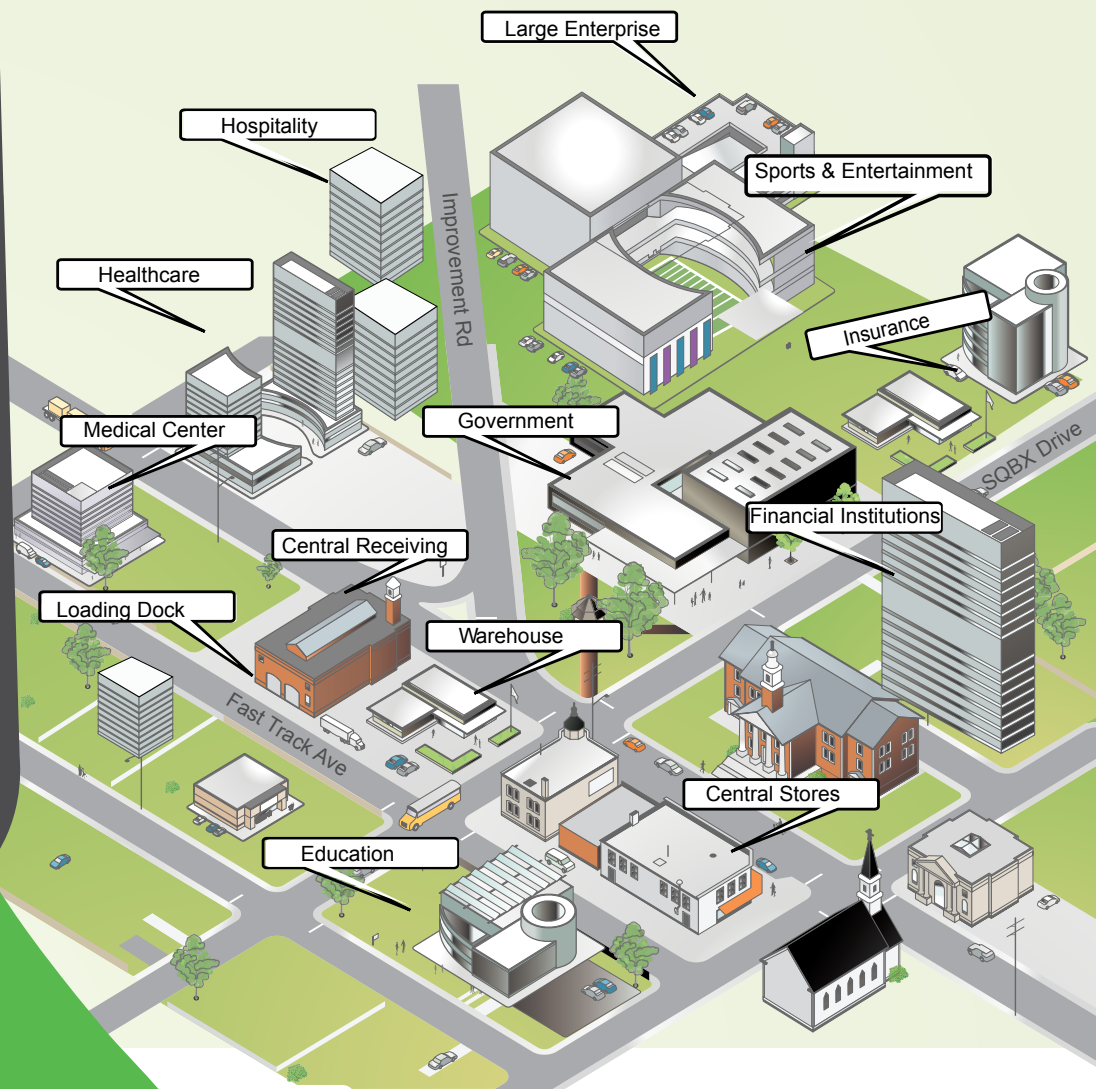 Large Enterprise
Hospitality
Sports & Entertainment
Improvement Rd
Healthcare
Insurance
Medical Center
Government
SQBX Drive
Financial Institutions
Central Receiving
Loading Dock
Warehouse
Fast Track Ave
Central Stores
Education